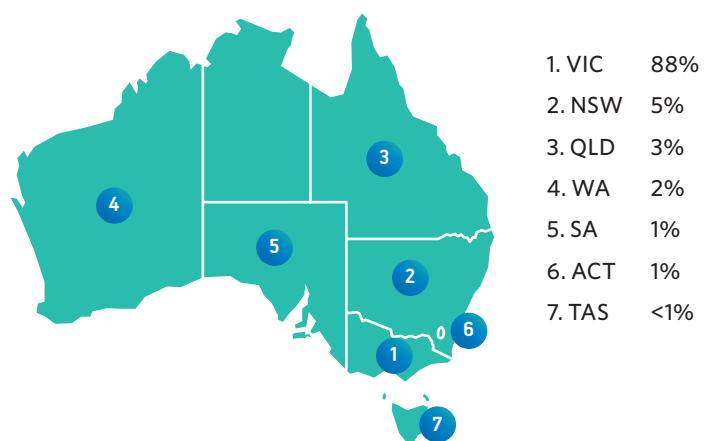 1. VIC 88%
2. NSW 5%
3. QLD 3%
4. WA 2%
5. SA 1%
6. ACT 1%
7. TAS <1%
3
4
5
2
6
1
7